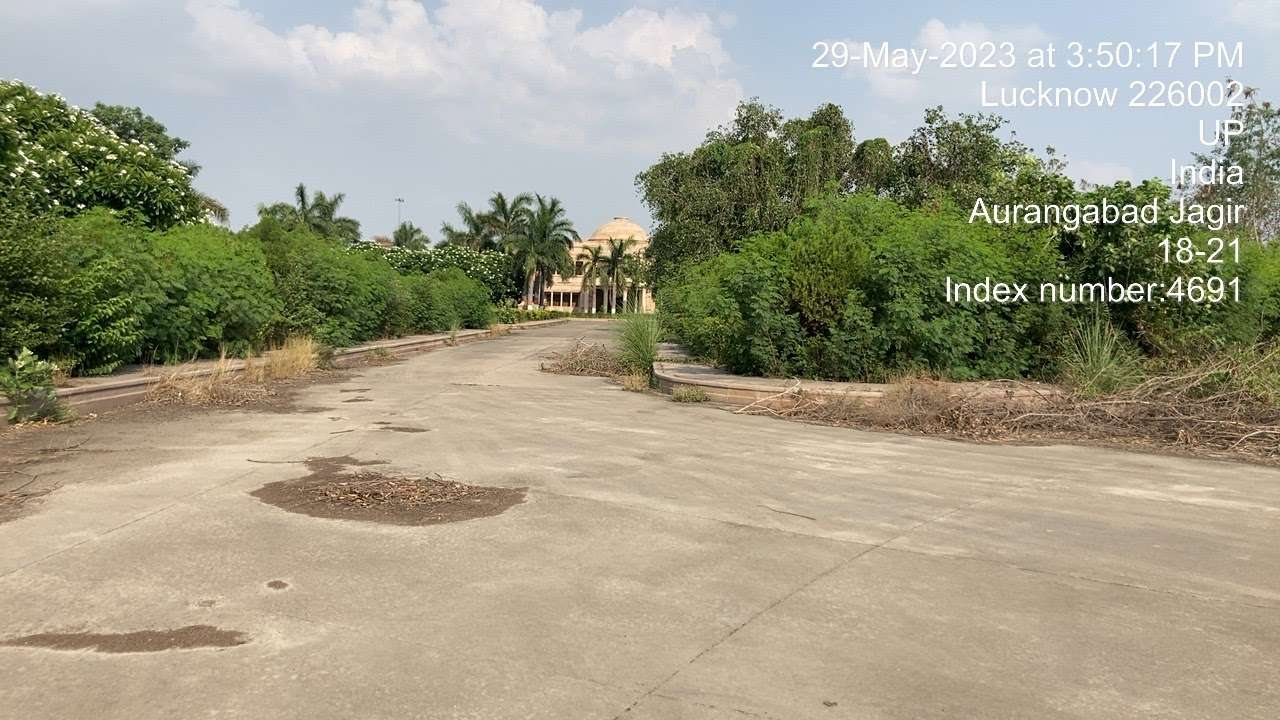 29-May-2023 at 3:50:17 PM
Lucknow 226002
UP
India
Aurangabad Jagir
18-21
Index number:4691